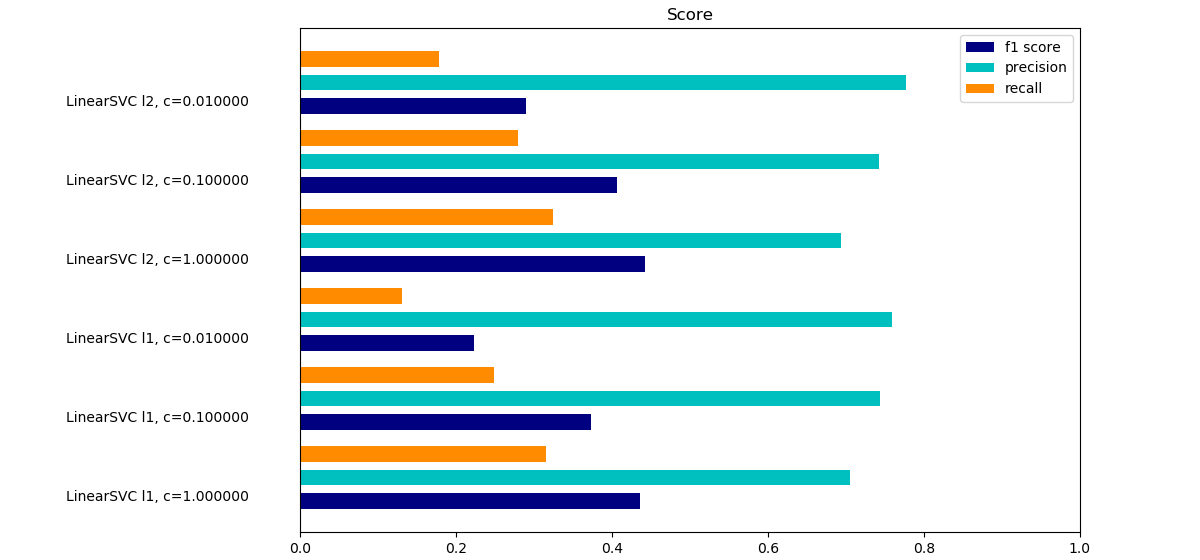 Score
f1 score
precision
recall
LinearSVC l2, c=0.010000
LinearSVC l2, c=0.100000
LinearSVC l2, c=1.000000
LinearSVC l1, c=0.010000
LinearSVC l1, c=0.100000
LinearSVC l1, c=1.000000
0.0 0.2 0.4 0.6 0.8 1.0